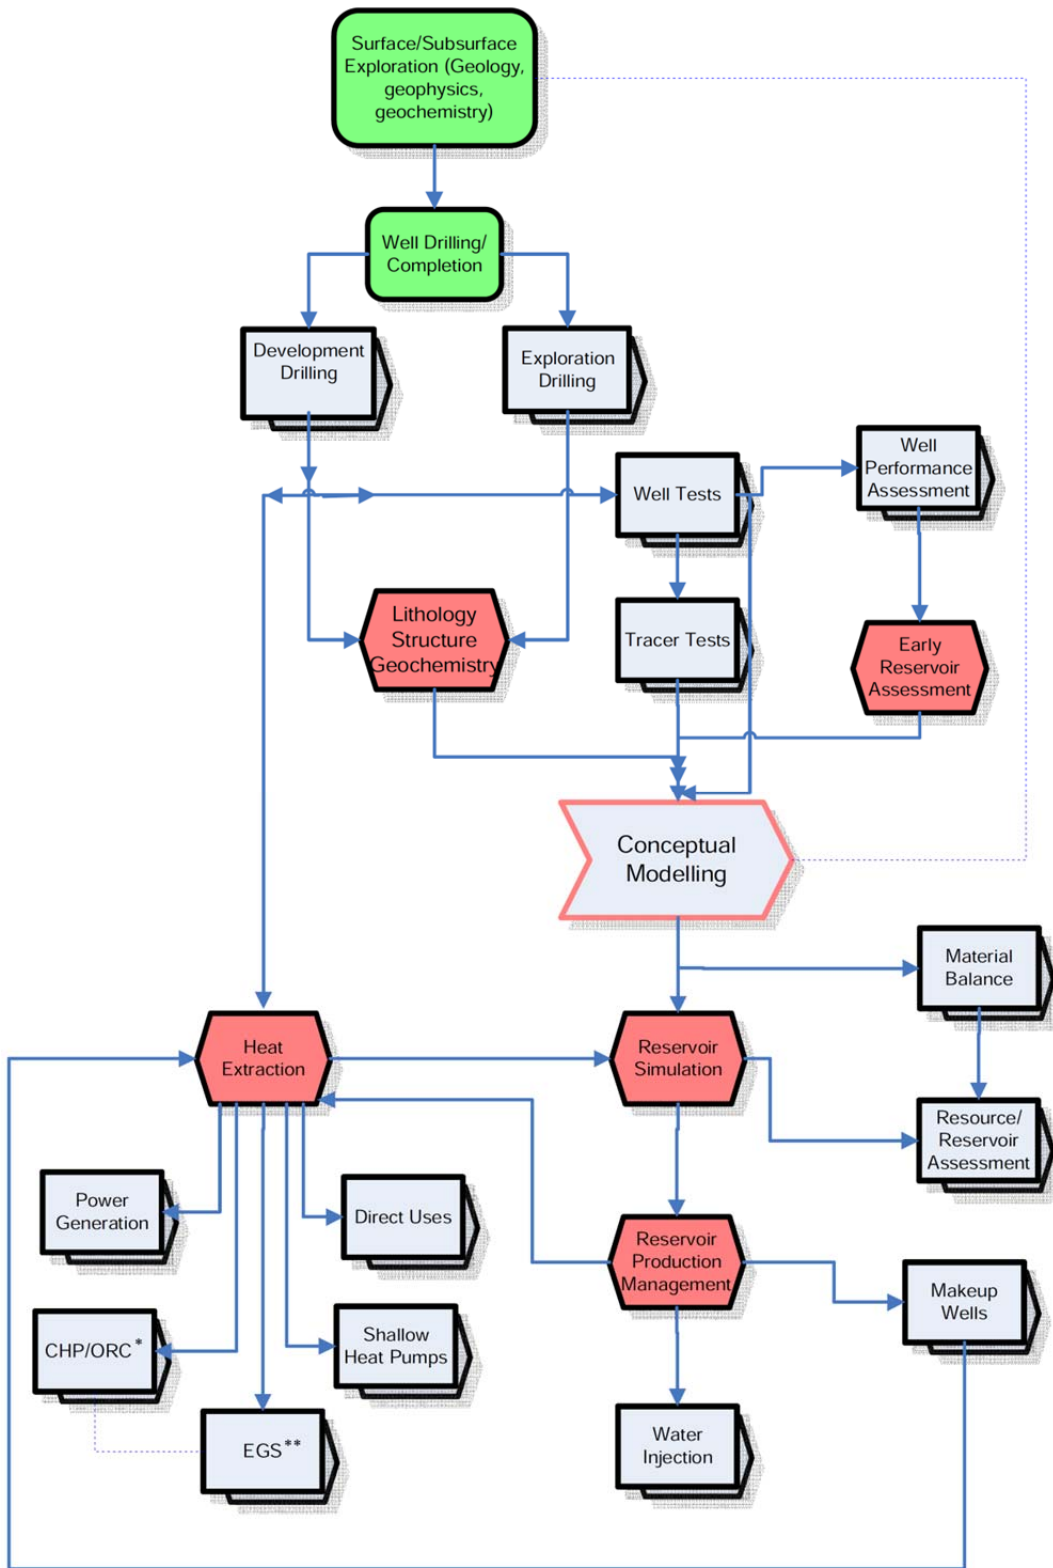 Surface/Subsurface
Exploration (Geology,
geophysics,
geochemistry)
Well Drilling/
Completion
Development
Drilling
Exploration
Drilling
Well
Performance
Assessment
Well Tests
Lithology
Structure
Geochemistry
Tracer Tests
Early
Reservoir
Assessment
Conceptual
Modelling
Material
Balance
Heat
Extraction
Reservoir
Simulation
Resource/
Reservoir
Assessment
Power
Generation
Direct Uses
Reservoir
Production
Management
Makeup
Wells
CHP/ORC*
Shallow
Heat Pumps
EGS**
Water
Injection